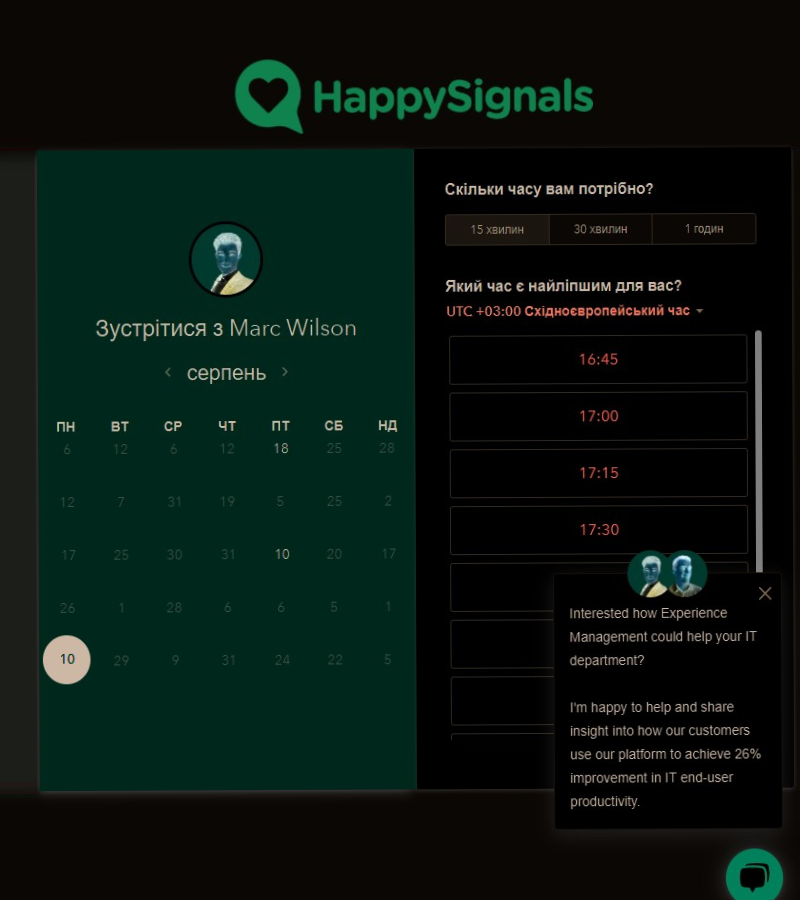 HappySignals
Зустрітися з Marc Wilson
серпень
ПН ВТ СР ЧТ ПТ СБ НД
6 12 6 12 18 25 28
12 7 31 19 5 25 2
17 25 30 31 10 20 17
26 1 28 6 6 5 1
10 29 9 31 24 22 5
Скільки часу вам потрібно?
15 хвилин 30 хвилин 1 годин
Який час є найліпшим для вас?
UTC +03:00 Східноєвропейський час
16:45
17:00
17:15
17:30
Interested how Experience
Management could help your IT
department?
I'm happy to help and share
insight into how our customers
use our platform to achieve 26%
improvement in IT end-user
productivity.